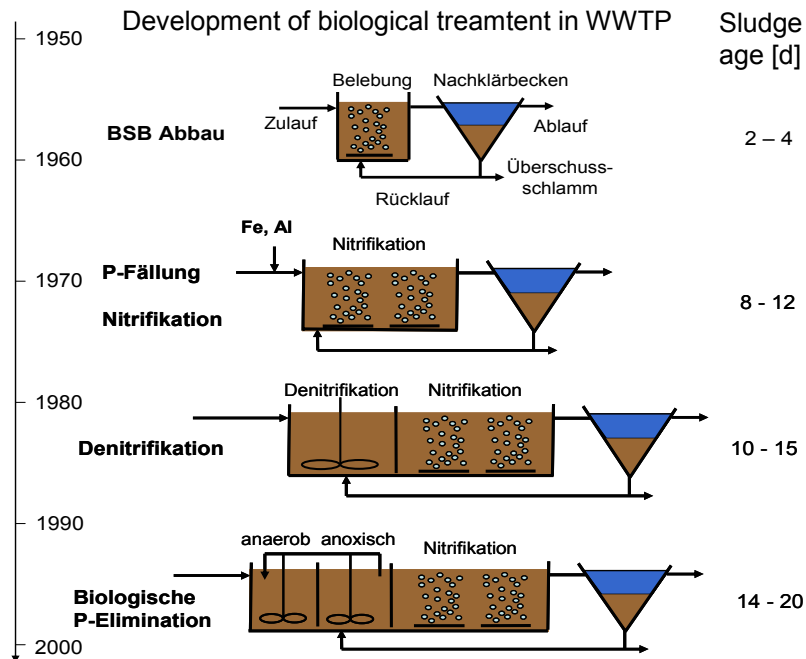 Development of biological treamtent in WWTP
Sludge
age [d]
1950
Belebung
Nachklärbecken
Zulauf
Ablauf
BSB Abbau
2 – 4
1960
Überschuss-
schlamm
Rücklauf
Fe, Al
Nitrifikation
P-Fällung
1970
Nitrifikation
8 - 12
1980
Denitrifikation
Nitrifikation
Denitrifikation
10 - 15
1990
anaerob
anoxisch
Nitrifikation
Biologische
P-Elimination
14 - 20
2000